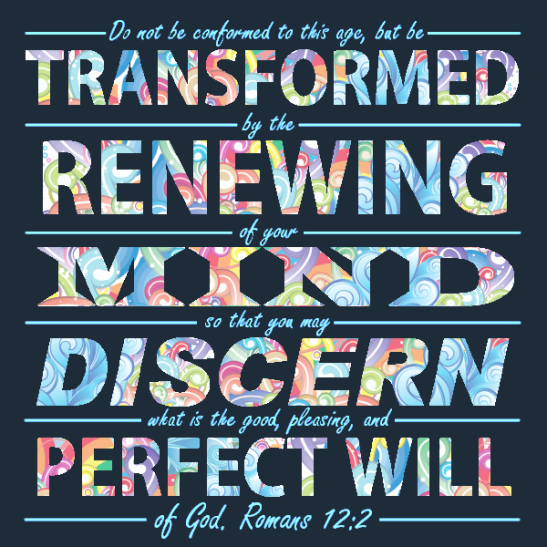 Do not be conformed to this age, but be
TRANSFORMED
by the
RENEWING
of your
MIND
so that you may
DISCERN
what is the good, pleasing, and
PERFECT WILL
of God. Romans 12:2